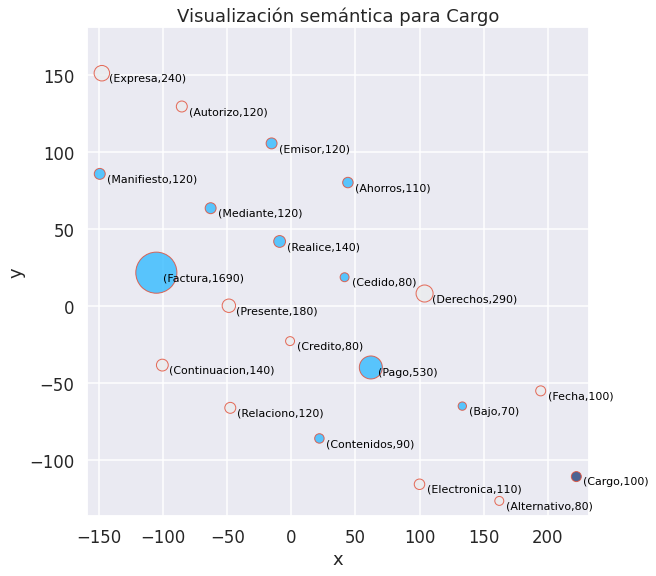 Visualización semántica para Cargo
150
100
50
0
−50
−100
y
(Expresa,240)
(Autorizo,120)
(Emisor,120)
(Manifiesto,120)
(Ahorros,110)
(Mediante,120)
(Realice,140)
(Factura,1690)
(Cedido,80)
(Derechos,290)
(Presente,180)
(Credito,80)
(Continuacion,140)
(Pago,530)
(Fecha,100)
(Relaciono,120)
(Bajo,70)
(Contenidos,90)
(Cargo,100)
(Electronica,110)
(Alternativo,80)
−150 −100 −50 0 50 100 150 200
x